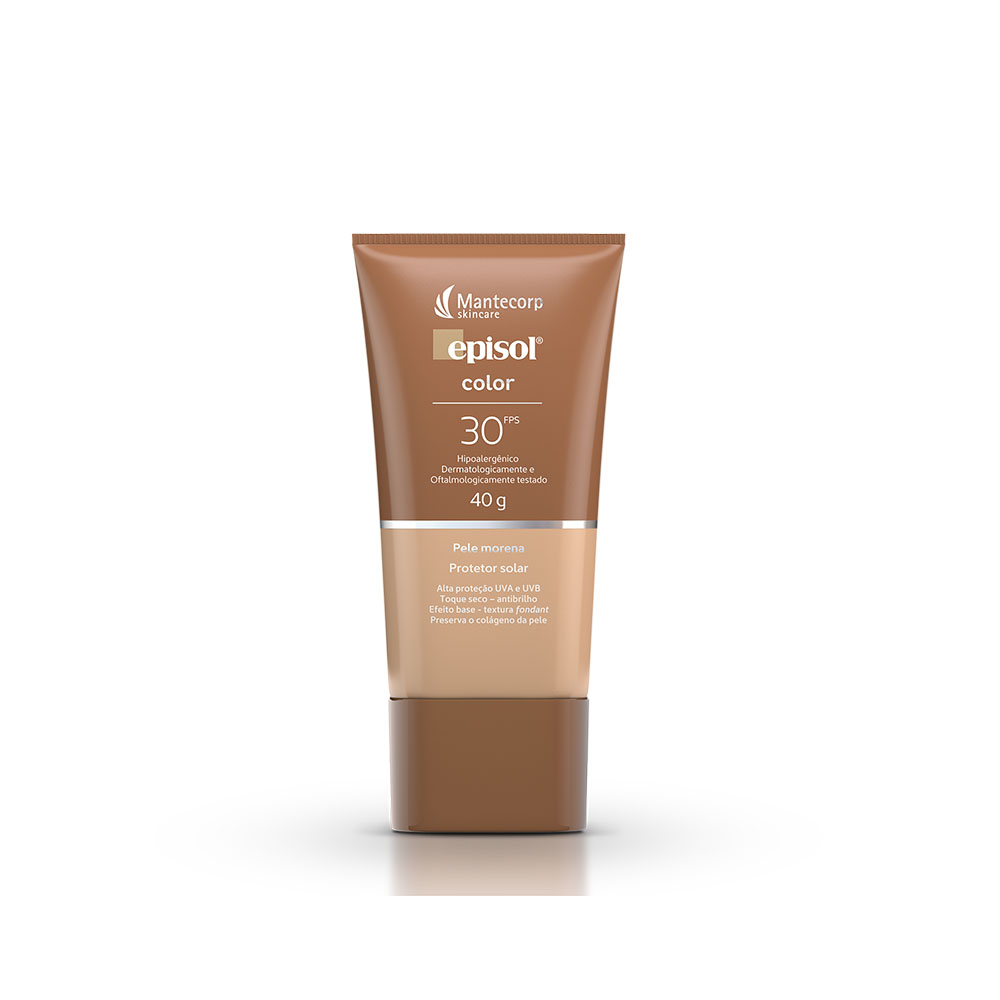 Mantecorp
skincare
episol®
color
30 FPS
Hipoalergênico
Dermatologicamente e
Oftalmologicamente testado
40 g
Pele morena
Protetor solar
Alta proteção UVA e UVB
Toque seco – antibrilho
Efeito base - textura fondant
Preserva o colágeno da pele